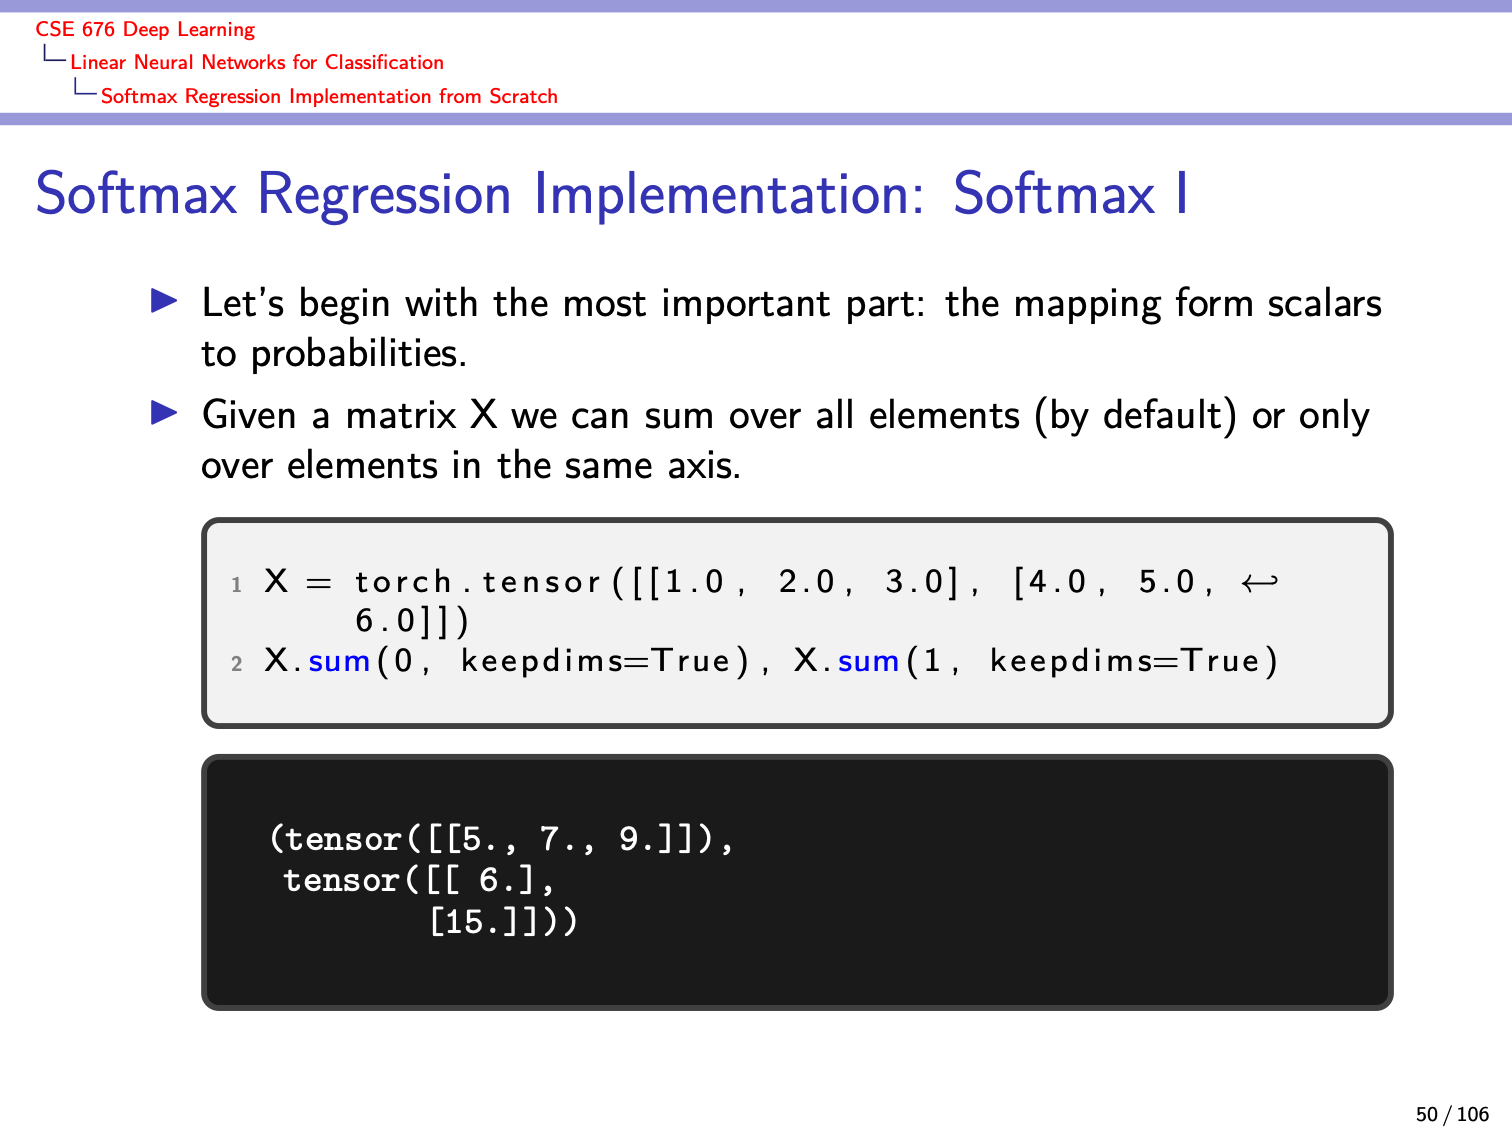 CSE 676 Deep Learning
Linear Neural Networks for Classification
Softmax Regression Implementation from Scratch
Softmax Regression Implementation: Softmax I
Let's begin with the most important part: the mapping form scalars
to probabilities.
Given a matrix X we can sum over all elements (by default) or only
over elements in the same axis.
1 X = torch.tensor([[1.0, 2.0, 3.0], [4.0, 5.0, ↩
6.0]])
2 X.sum(0, keepdims=True), X.sum(1, keepdims=True)
(tensor([[5., 7., 9.]]),
tensor([[ 6.],
[15.]]))
50 / 106